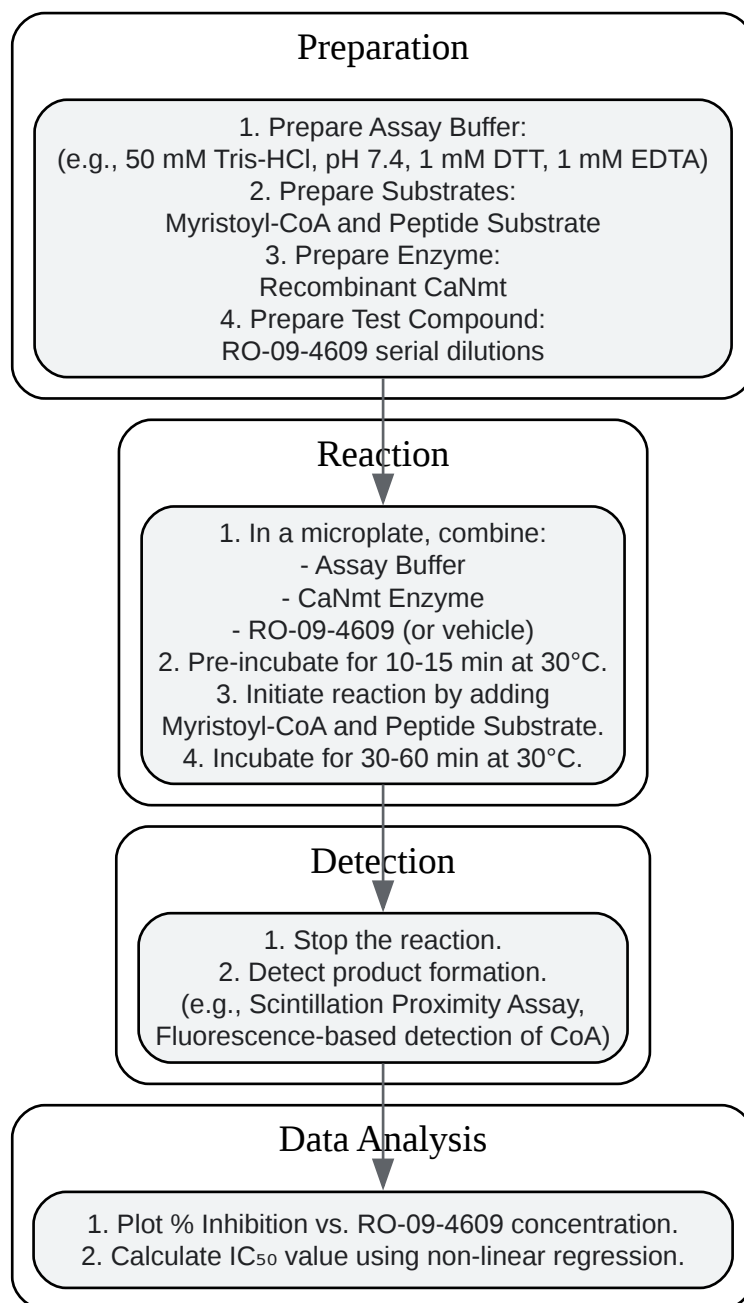 Preparation
1. Prepare Assay Buffer:
(e.g., 50 mM Tris-HCl, pH 7.4, 1 mM DTT, 1 mM EDTA)
2. Prepare Substrates:
Myristoyl-CoA and Peptide Substrate
3. Prepare Enzyme:
Recombinant CaNmt
4. Prepare Test Compound:
RO-09-4609 serial dilutions
Reaction
1. In a microplate, combine:
- Assay Buffer
- CaNmt Enzyme
- RO-09-4609 (or vehicle)
2. Pre-incubate for 10-15 min at 30°C.
3. Initiate reaction by adding
Myristoyl-CoA and Peptide Substrate.
4. Incubate for 30-60 min at 30°C.
Detection
1. Stop the reaction.
2. Detect product formation.
(e.g., Scintillation Proximity Assay,
Fluorescence-based detection of CoA)
Data Analysis
1. Plot % Inhibition vs. RO-09-4609 concentration.
2. Calculate IC₅₀ value using non-linear regression.